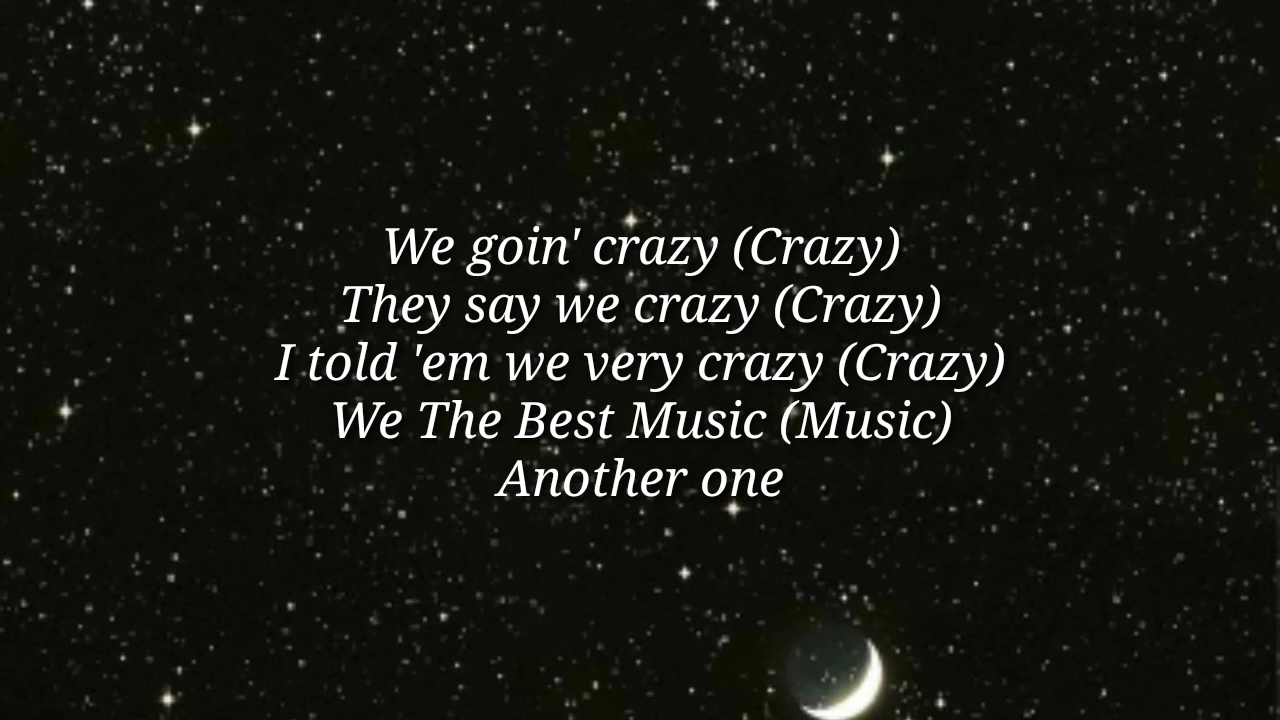 We goin' crazy (Crazy)
They say we crazy (Crazy)
I told 'em we very crazy (Crazy)
We The Best Music (Music)
Another one